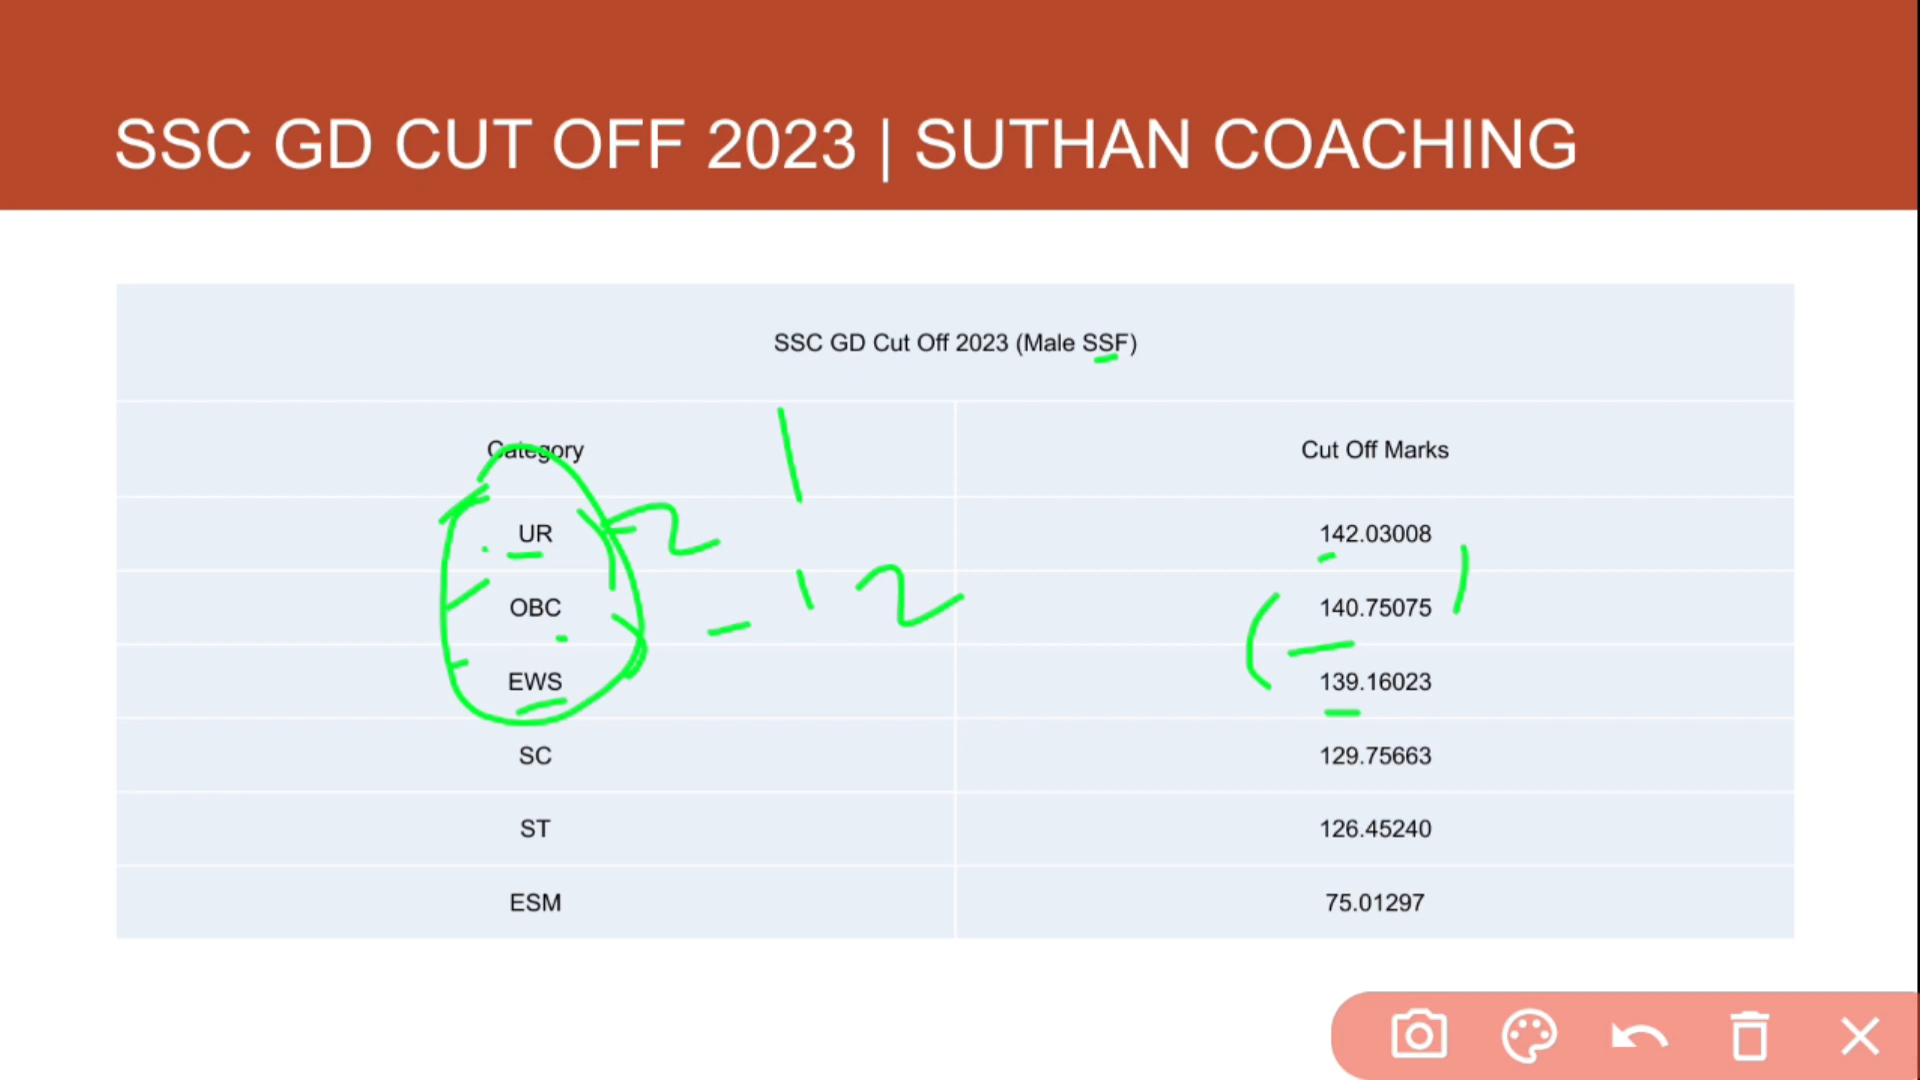 SSC GD CUT OFF 2023 | SUTHAN COACHING
SSC GD Cut Off 2023 (Male SSF)
Category Cut Off Marks
UR 142.03008
OBC 140.75075
EWS 139.16023
SC 129.75663
ST 126.45240
ESM 75.01297